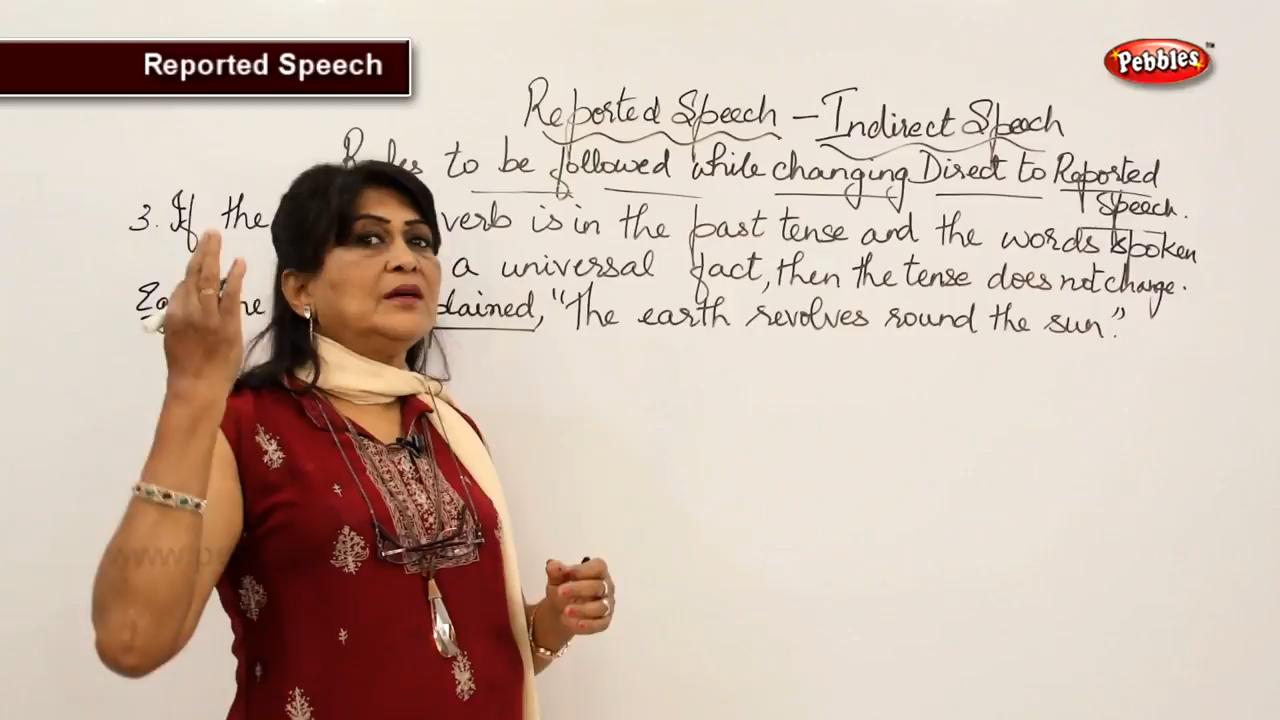 Reported Speech
Pebbles
Reported Speech – Indirect Speech
to be followed while changing Direct to Reported
Speech.
3. If the verb is in the past tense and the words spoken
a universal fact, then the tense does not change.
lained, "The earth revolves round the sun."